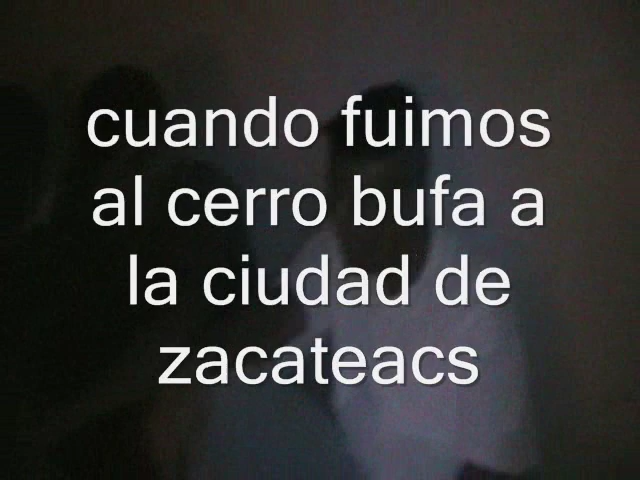 cuando fuimos
al cerro bufa a
la ciudad de
zacateacs